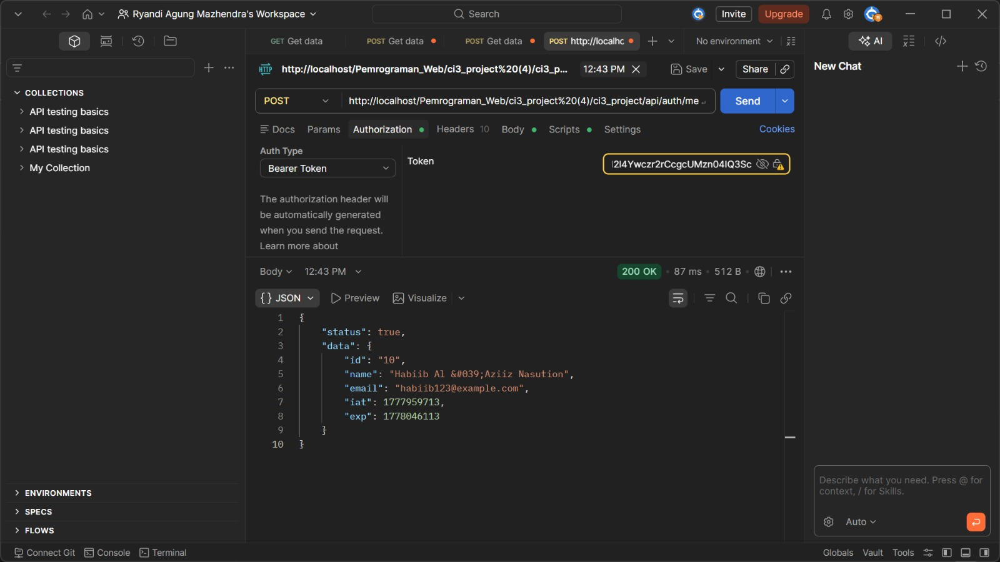 Ryandi Agung Mazhendra's Workspace
Search
Invite
Upgrade
GET Get data
POST Get data
POST Get data
POST http://localhc
No environment
AI
http://localhost/Pemrograman_Web/ci3_project%20(4)/ci3_p...
12:43 PM
Save
Share
New Chat
COLLECTIONS
API testing basics
API testing basics
API testing basics
My Collection
POST
http://localhost/Pemrograman_Web/ci3_project%20(4)/ci3_project/api/auth/me
Send
Docs
Params
Authorization
Headers 10
Body
Scripts
Settings
Cookies
Auth Type
Bearer Token
Token
The authorization header will
be automatically generated
when you send the request.
Learn more about
Body
12:43 PM
200 OK
87 ms
512 B
{} JSON
Preview
Visualize
1 {
2 "status": true,
3 "data": {
4 "id": "10",
5 "name": "Habiib Al &#039;Aziiz Nasution",
6 "email": "habiib123@example.com",
7 "iat": 1777959713,
8 "exp": 1778046113
9 }
10 }
Describe what you need. Press @ for
context, / for Skills.
Auto
ENVIRONMENTS
SPECS
FLOWS
Connect Git
Console
Terminal
Globals
Vault
Tools